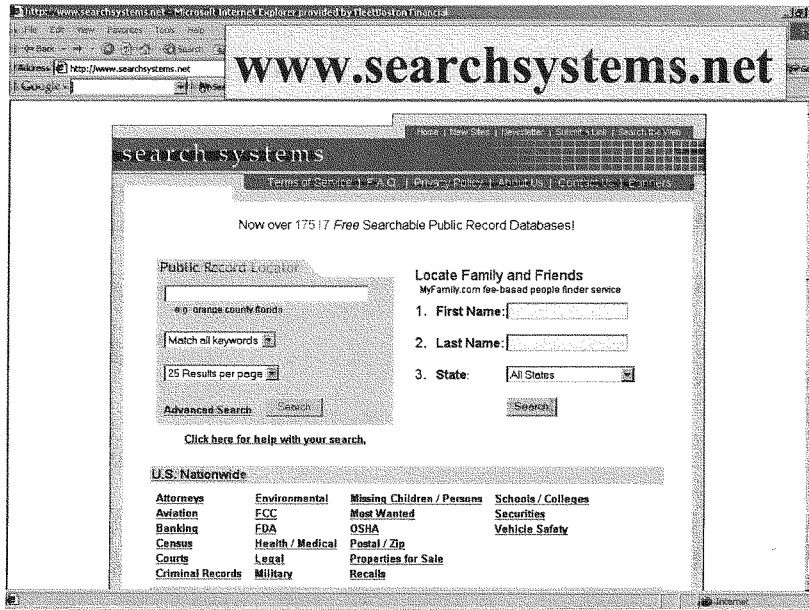 http://www.searchsystems.net - Microsoft Internet Explorer provided by FleetBoston Financial
File Edit View Favorites Tools Help
Back Search
www.searchsystems.net
Address http://www.searchsystems.net
Google
Home | New Sites | Newsletter | Submit a Link | Search the Web
search systems
Terms of Service | F.A.Q. | Privacy Policy | About Us | Contact Us | Banners
Now over 17517 Free Searchable Public Record Databases!
Public Record Locator
e.g. orange county florida
Match all keywords
25 Results per page
Advanced Search Search
Click here for help with your search.
Locate Family and Friends
MyFamily.com fee-based people finder service
1. First Name:
2. Last Name:
3. State: All States
Search
U.S. Nationwide
Attorneys Environmental Missing Children / Persons Schools / Colleges
Aviation FCC Most Wanted Securities
Banking FDA OSHA Vehicle Safety
Census Health / Medical Postal / Zip
Courts Legal Properties for Sale
Criminal Records Military Recalls
Internet